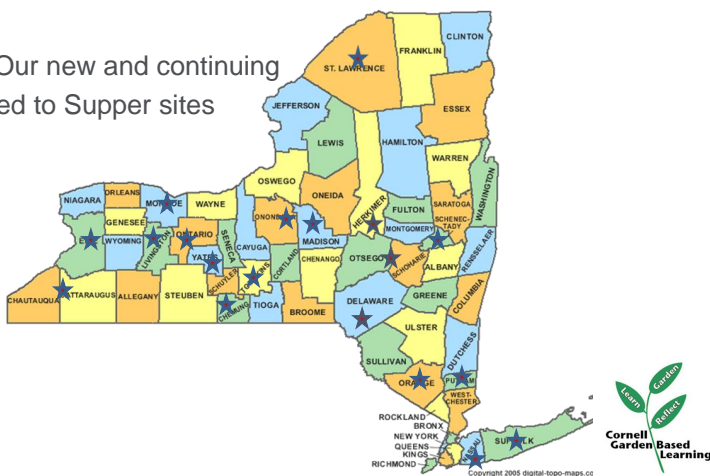 Our new and continuing
ed to Supper sites
CLINTON
FRANKLIN
ST. LAWRENCE
JEFFERSON
ESSEX
LEWIS
HAMILTON
WARREN
WASHINGTON
OSWEGO
ONEIDA
HERKIMER
NIAGARA
ORLEANS
WAYNE
SARATOGA
FULTON
GENESEE
MONTGOMERY
SCHENEC-
TADY
WYOMING
LIVINGSTON
ONTARIO
YATES
SENECA
CAYUGA
MADISON
CORTLAND
CHENANGO
OTSEGO
SCHOHARIE
ALBANY
RENSSELAER
CHAUTAUQUA
ATTARAUGUS
ALLEGANY
STEUBEN
SCHUYLER
CHEMUNG
TIOGA
BROOME
DELAWARE
GREENE
COLUMBIA
ULSTER
DUTCHESS
SULLIVAN
PUTNAM
WEST-
CHESTER
ROCKLAND
BRONX
NEW YORK
QUEENS
KINGS
RICHMOND
NASSAU
Copyright 2005 digital-topo-maps.co
Learn
Garden
Reflect
Cornell
Garden Based
Learning